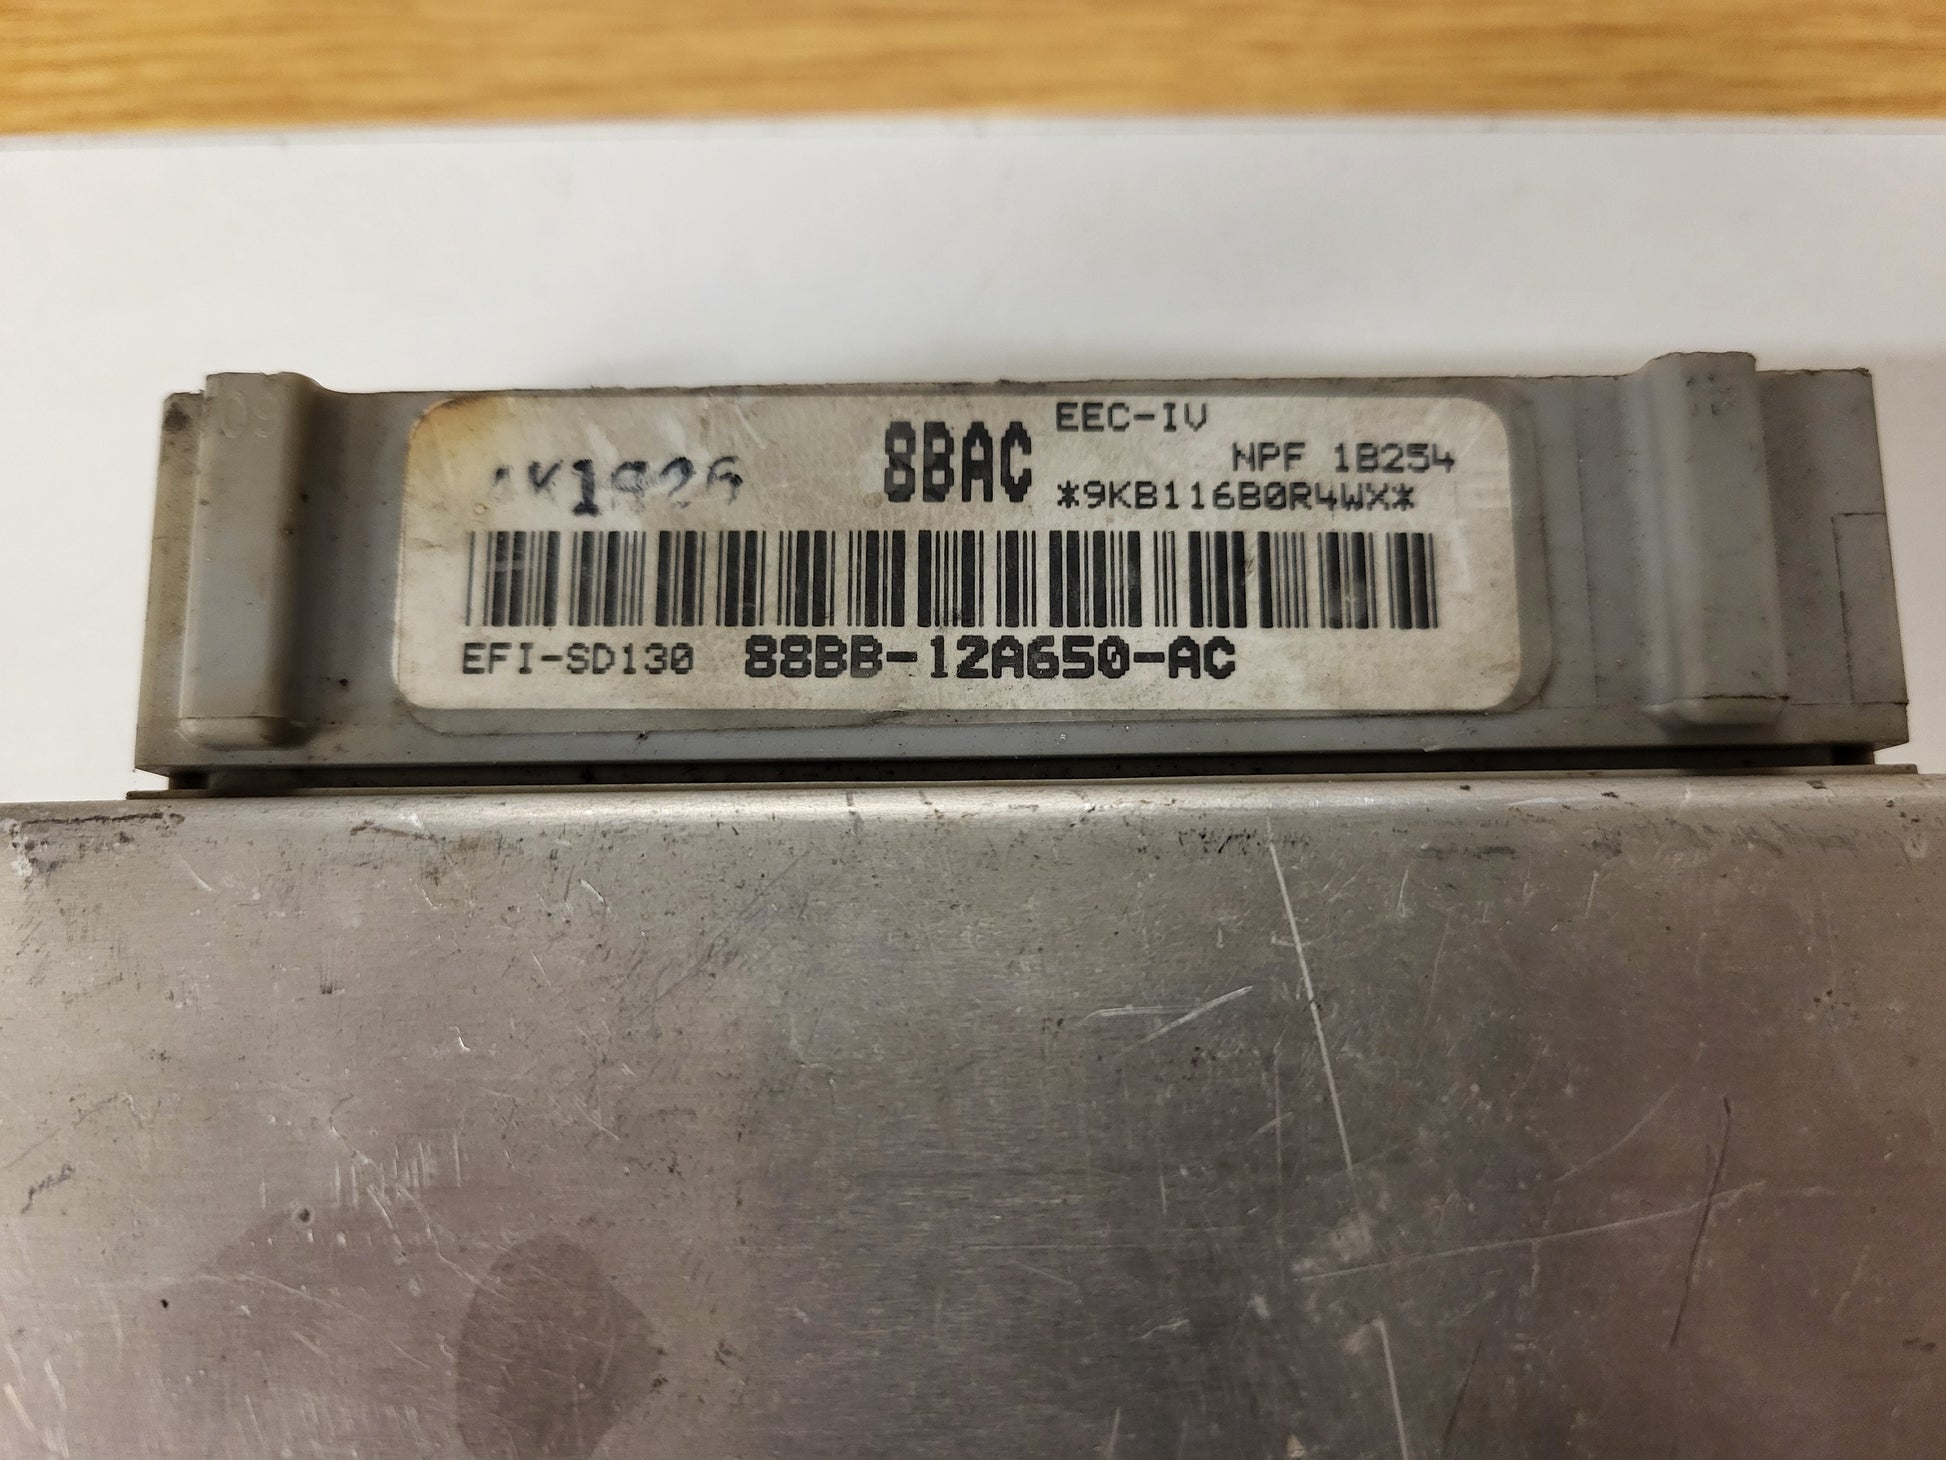 8BAC
EEC-IV
NPF 1B254
*9KB116B0R4WX*
EFI-SD130 88BB-12A650-AC